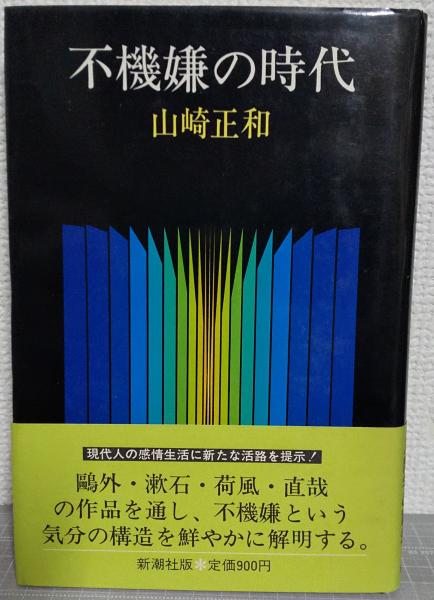 不機嫌の時代
山崎正和
現代人の感情生活に新たな活路を提示！
鷗外・漱石・荷風・直哉
の作品を通し、不機嫌という
気分の構造を鮮やかに解明する。
新潮社版＊定価900円